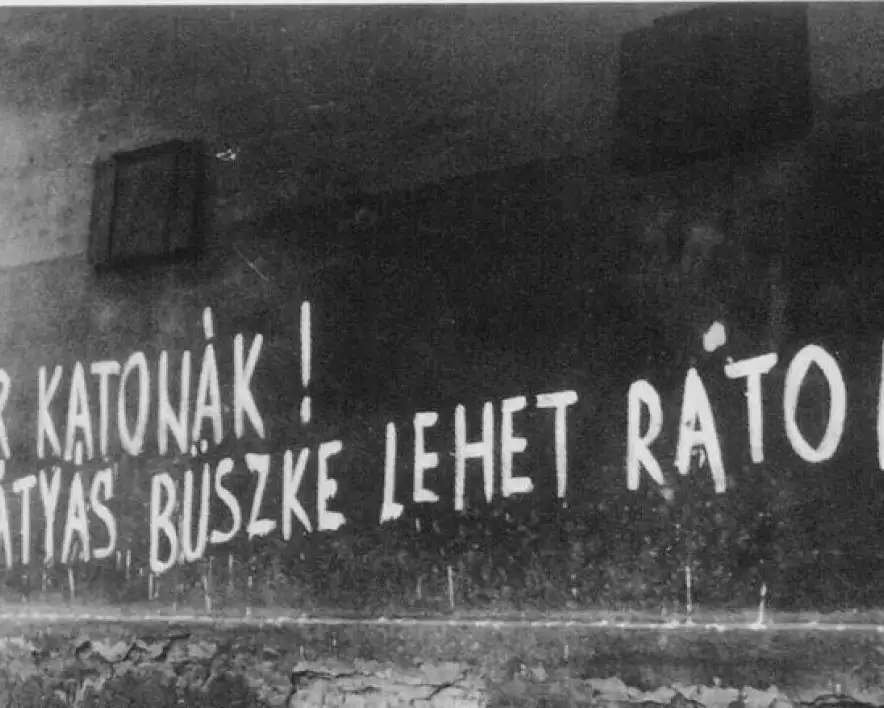 R KATONÁK!
ÁTYÁS BÜSZKE LEHET RÁTO